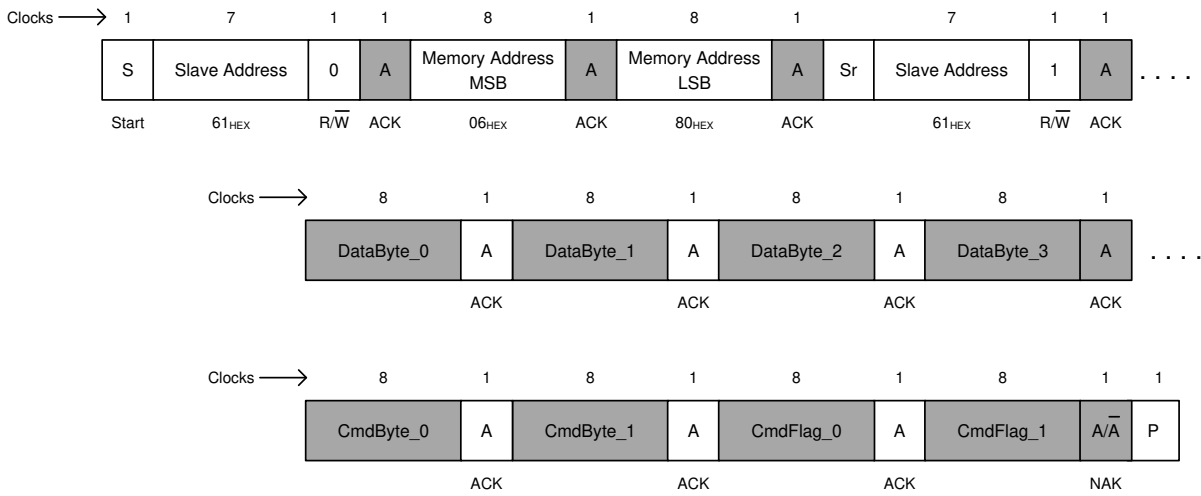 Clocks 1 7 1 1 8 1 8 1 7 1 1
S Slave Address 0 A Memory Address MSB A Memory Address LSB A Sr Slave Address 1 A . . . .
Start 61HEX R/W̅ ACK 06HEX ACK 80HEX ACK 61HEX R/W̅ ACK
Clocks 8 1 8 1 8 1 8 1
DataByte_0 A DataByte_1 A DataByte_2 A DataByte_3 A . . . .
ACK ACK ACK ACK
Clocks 8 1 8 1 8 1 8 1 1
CmdByte_0 A CmdByte_1 A CmdFlag_0 A CmdFlag_1 A/A̅ P
ACK ACK ACK NAK